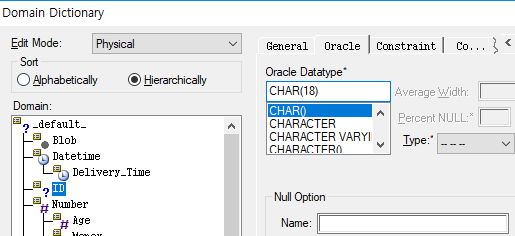 Domain Dictionary
Edit Mode: Physical
Sort
Alphabetically Hierarchically
Domain:
_default_
Blob
Datetime
Delivery_Time
ID
Number
Age
General Oracle Constraint Co...
Oracle Datatype*
CHAR(18)
CHAR()
CHARACTER
CHARACTER VARYI
CHARACTER()
Average Width:
Percent NULL:*
Type:* -- -- --
Null Option
Name: